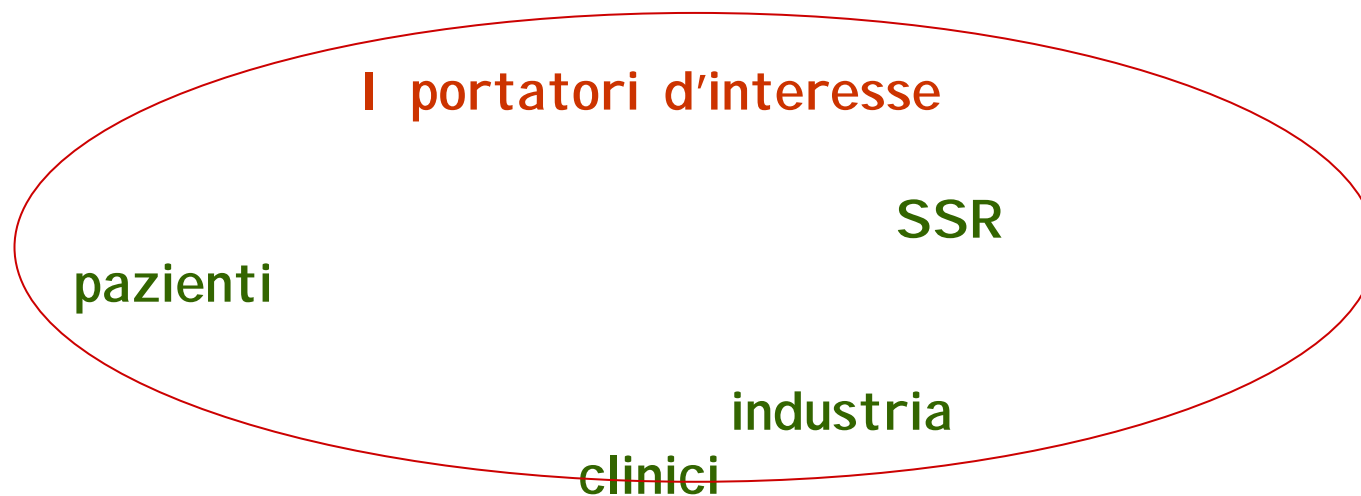 I portatori d'interesse
SSR
pazienti
industria
clinici